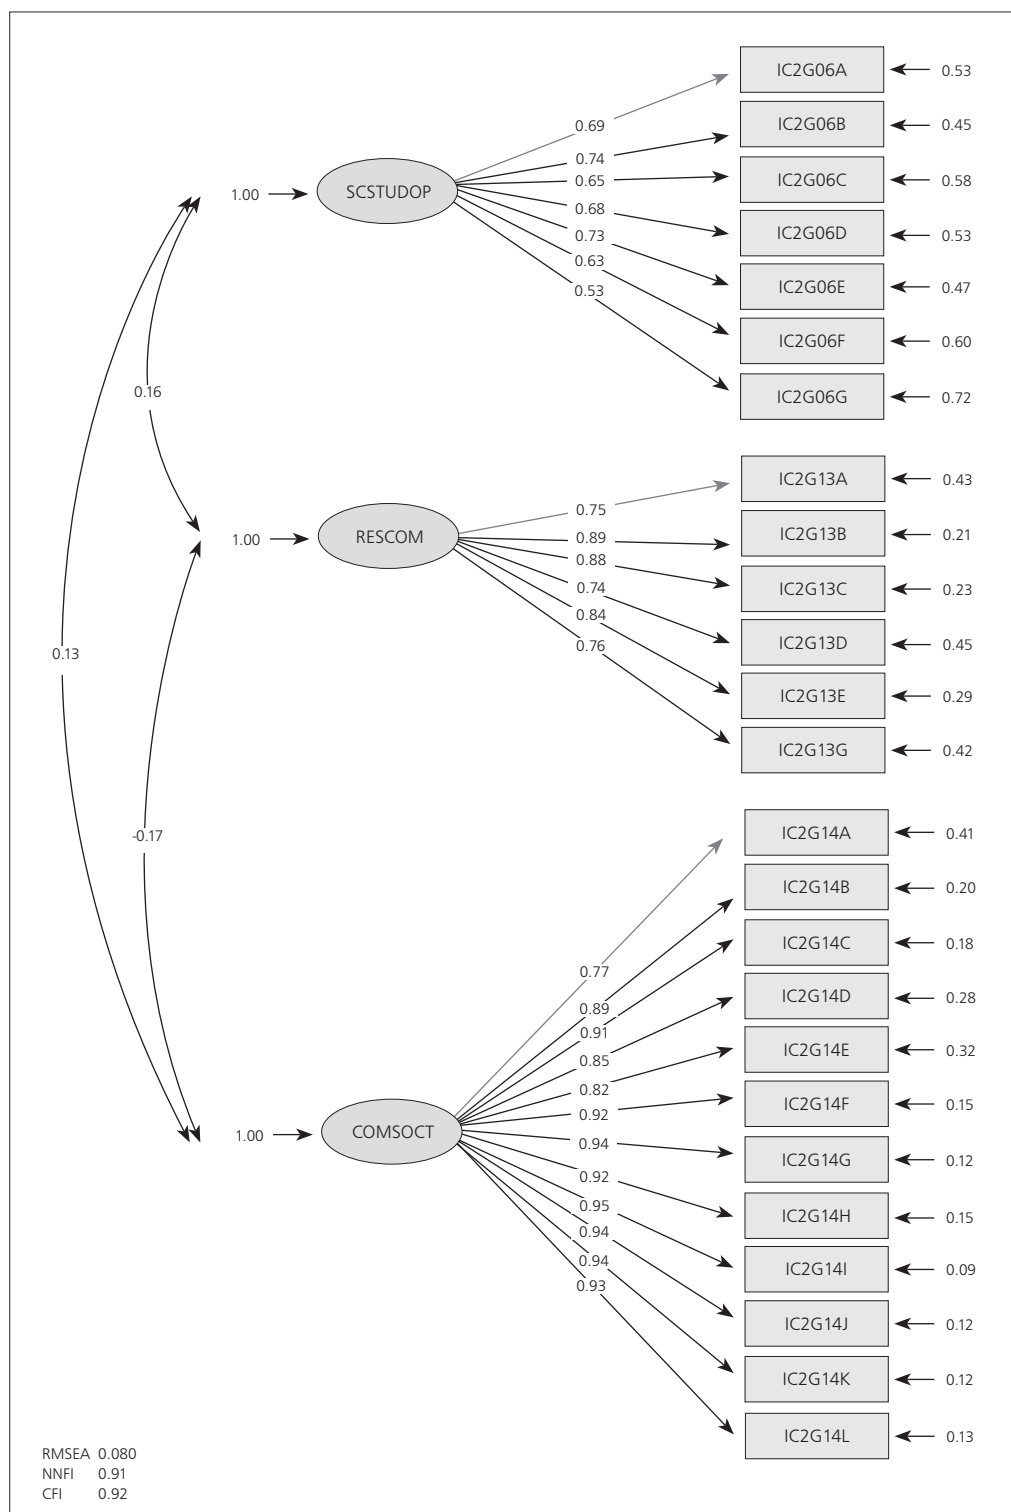 IC2G06A 0.53
0.69
IC2G06B 0.45
0.74
0.65 IC2G06C 0.58
1.00 SCSTUDOP
0.68 IC2G06D 0.53
0.73
0.63
IC2G06E 0.47
0.53
IC2G06F 0.60
0.16
IC2G06G 0.72
IC2G13A 0.43
0.75
IC2G13B 0.21
1.00 RESCOM 0.89
0.88
0.74 IC2G13C 0.23
0.84
0.76 IC2G13D 0.45
0.13
IC2G13E 0.29
IC2G13G 0.42
-0.17 IC2G14A 0.41
IC2G14B 0.20
IC2G14C 0.18
0.77
IC2G14D 0.28
0.89
0.91
IC2G14E 0.32
0.85
0.82
IC2G14F 0.15
0.92
1.00 COMSOCT
0.94
IC2G14G 0.12
0.92
0.95
IC2G14H 0.15
0.94
0.94
IC2G14I 0.09
0.93
IC2G14J 0.12
IC2G14K 0.12
IC2G14L 0.13
RMSEA 0.080
NNFI 0.91
CFI 0.92